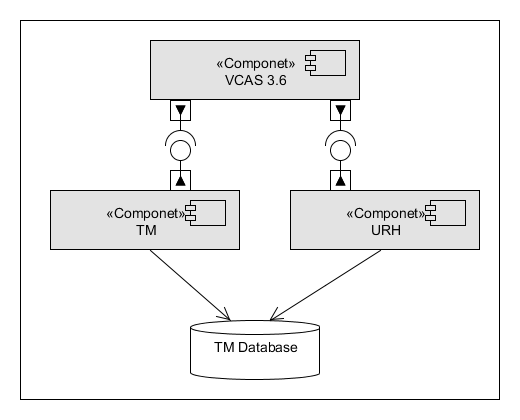 «Componet»
VCAS 3.6
«Componet»
TM
«Componet»
URH
TM Database